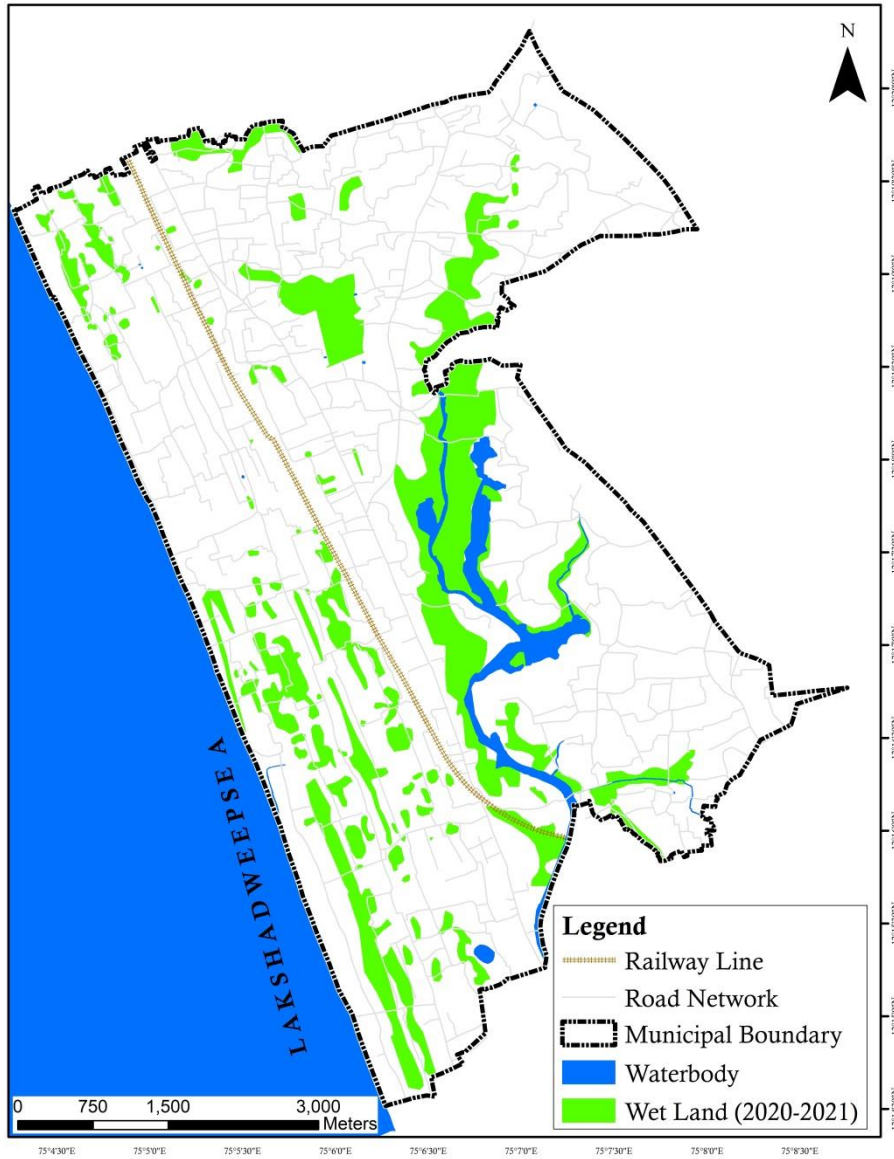 N
LAKSHADWEEPSE A
Legend
Railway Line
Road Network
Municipal Boundary
Waterbody
Wet Land (2020-2021)
0 750 1,500 3,000
Meters
75°4'30"E 75°5'0"E 75°5'30"E 75°6'0"E 75°6'30"E 75°7'0"E 75°7'30"E 75°8'0"E 75°8'30"E